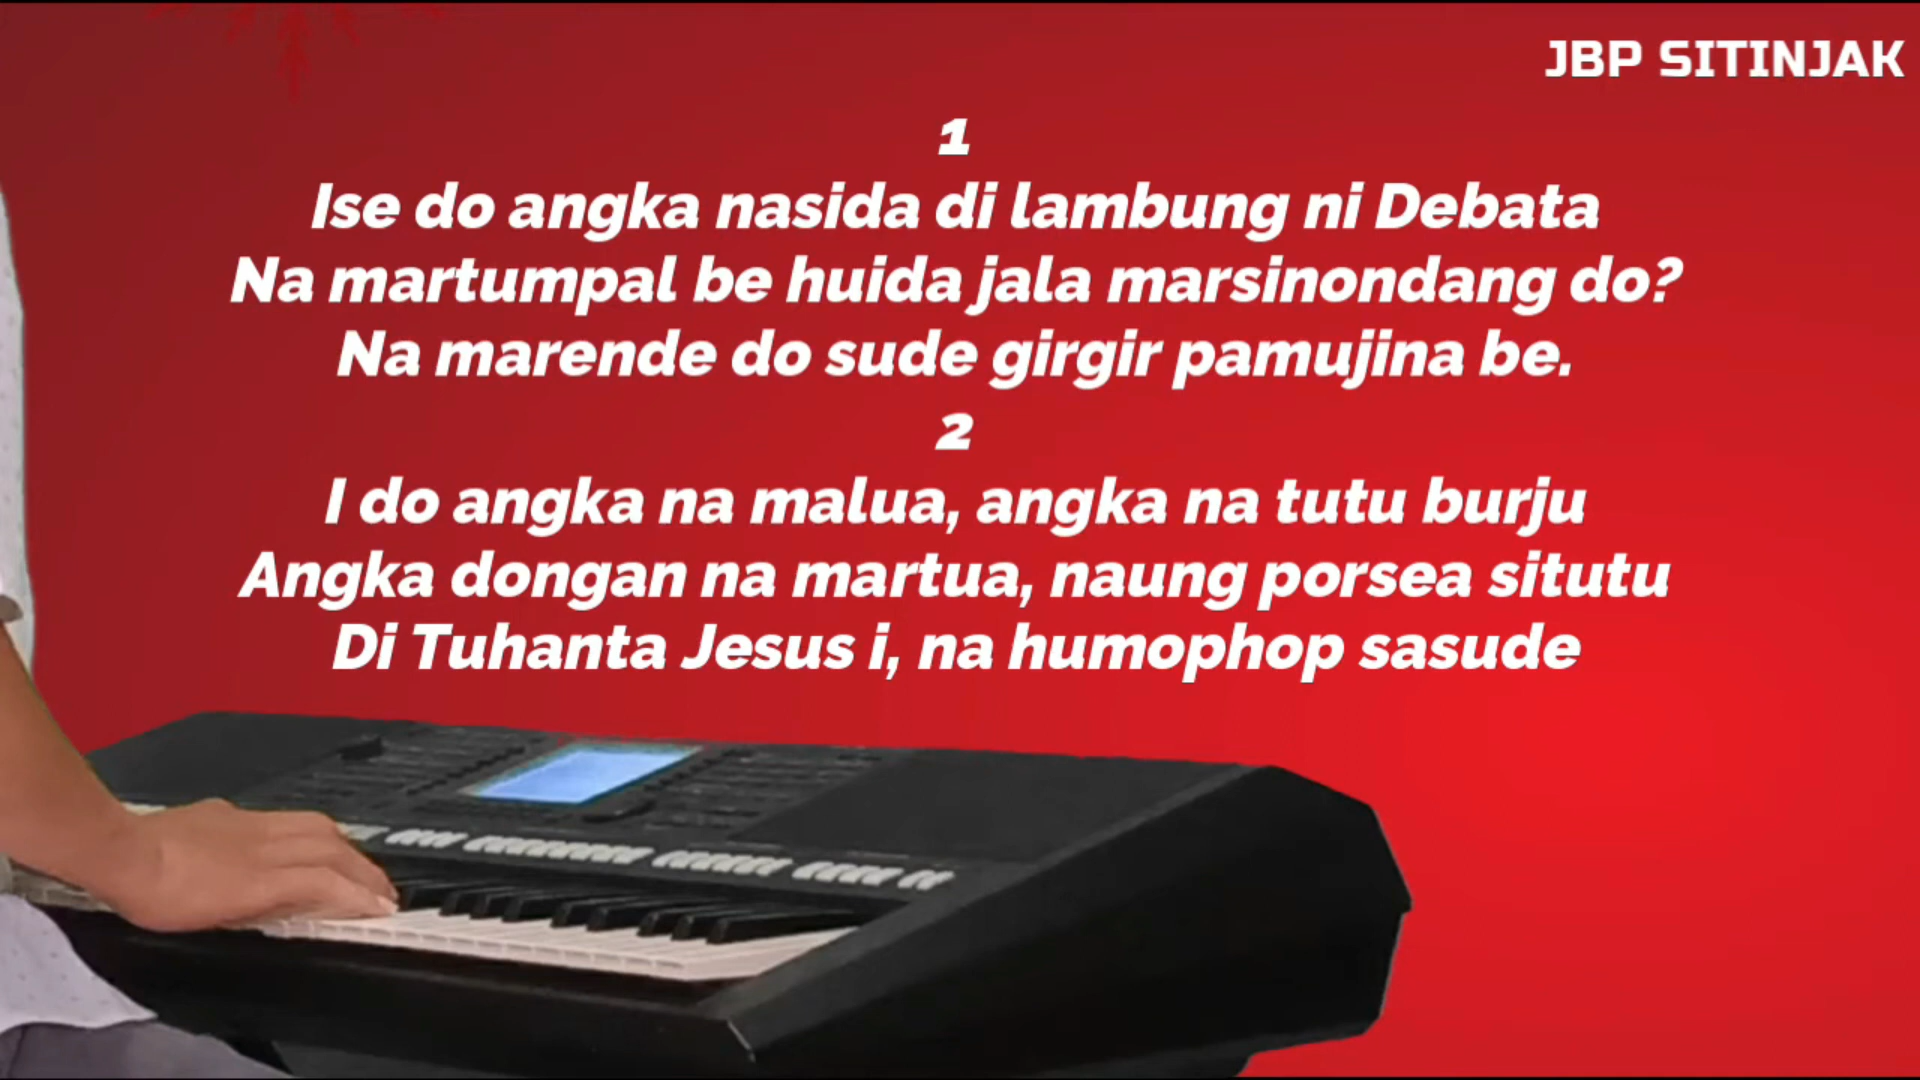 JBP SITINJAK
1
Ise do angka nasida di lambung ni Debata
Na martumpal be huida jala marsinondang do?
Na marende do sude girgir pamujina be.
2
I do angka na malua, angka na tutu burju
Angka dongan na martua, naung porsea situtu
Di Tuhanta Jesus i, na humophop sasude